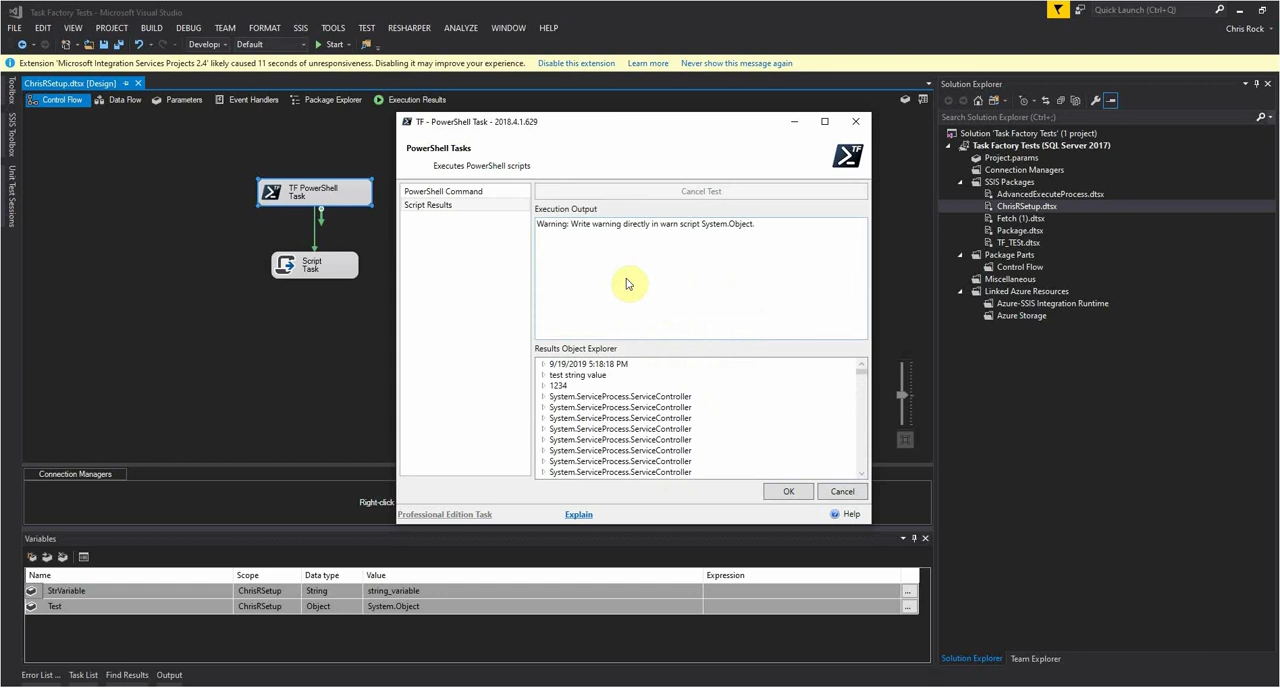 Task Factory Tests - Microsoft Visual Studio
Quick Launch (Ctrl+Q)
FILE EDIT VIEW PROJECT BUILD DEBUG TEAM FORMAT SSIS TOOLS TEST RESHARPER ANALYZE WINDOW HELP
Chris Rock
Developi Default Start
Extension 'Microsoft Integration Services Projects 2.4' likely caused 11 seconds of unresponsiveness. Disabling it may improve your experience. Disable this extension Learn more Never show this message again
ChrisRSetup.dtsx [Design]
Control Flow Data Flow Parameters Event Handlers Package Explorer Execution Results
Toolbox
SSIS Toolbox
Unit Test Sessions
TF PowerShell
Task
Script
Task
TF - PowerShell Task - 2018.4.1.629
PowerShell Tasks
Executes PowerShell scripts
TF
PowerShell Command
Script Results
Cancel Test
Execution Output
Warning: Write warning directly in warn script System.Object.
Results Object Explorer
9/19/2019 5:18:18 PM
test string value
1234
System.ServiceProcess.ServiceController
System.ServiceProcess.ServiceController
System.ServiceProcess.ServiceController
System.ServiceProcess.ServiceController
System.ServiceProcess.ServiceController
System.ServiceProcess.ServiceController
System.ServiceProcess.ServiceController
System.ServiceProcess.ServiceController
OK Cancel
Professional Edition Task Explain Help
Connection Managers
Right-click
Variables
Name Scope Data type Value Expression
StrVariable ChrisRSetup String string_variable ...
Test ChrisRSetup Object System.Object ...
Error List ... Task List Find Results Output
Solution Explorer
Search Solution Explorer (Ctrl+;)
Solution 'Task Factory Tests' (1 project)
Task Factory Tests (SQL Server 2017)
Project.params
Connection Managers
SSIS Packages
AdvancedExecuteProcess.dtsx
ChrisRSetup.dtsx
Fetch (1).dtsx
Package.dtsx
TF_TESt.dtsx
Package Parts
Control Flow
Miscellaneous
Linked Azure Resources
Azure-SSIS Integration Runtime
Azure Storage
Solution Explorer Team Explorer